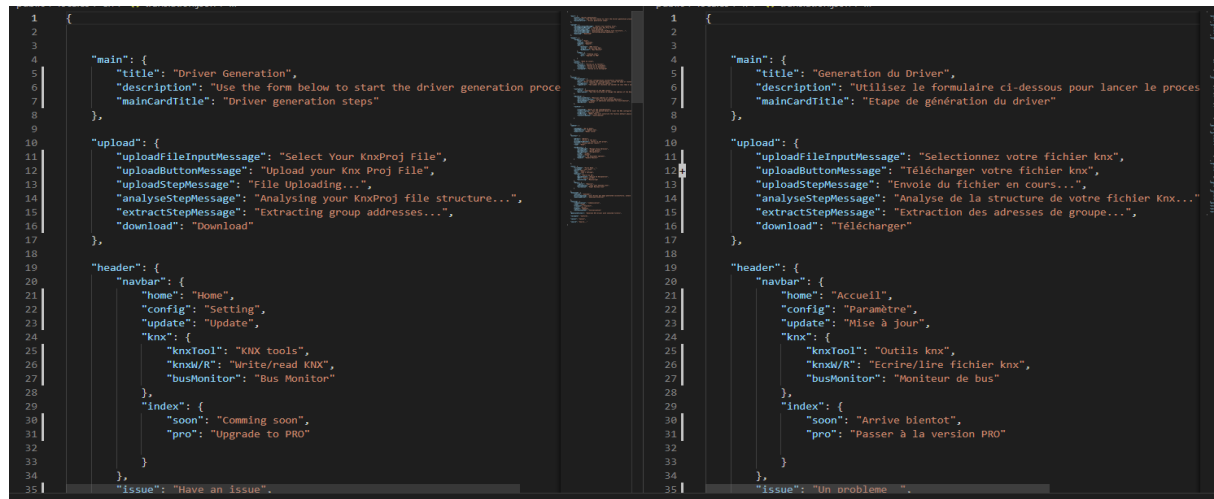 1 {
2
3
4 "main": {
5 "title": "Driver Generation",
6 "description": "Use the form below to start the driver generation proce
7 "mainCardTitle": "Driver generation steps"
8 },
9
10 "upload": {
11 "uploadFileInputMessage": "Select Your KnxProj File",
12 "uploadButtonMessage": "Upload your Knx Proj File",
13 "uploadStepMessage": "File Uploading...",
14 "analyseStepMessage": "Analysing your KnxProj file structure...",
15 "extractStepMessage": "Extracting group addresses...",
16 "download": "Download"
17 },
18
19 "header": {
20 "navbar": {
21 "home": "Home",
22 "config": "Setting",
23 "update": "Update",
24 "knx": {
25 "knxTool": "KNX tools",
26 "knxW/R": "Write/read KNX",
27 "busMonitor": "Bus Monitor"
28 },
29 "index": {
30 "soon": "Comming soon",
31 "pro": "Upgrade to PRO"
32
33 }
34 },
35 "issue": "Have an issue",
1 {
2
3
4 "main": {
5 "title": "Generation du Driver",
6 "description": "Utilisez le formulaire ci-dessous pour lancer le proces
7 "mainCardTitle": "Etape de génération du driver"
8 },
9
10 "upload": {
11 "uploadFileInputMessage": "Selectionnez votre fichier knx",
12 "uploadButtonMessage": "Télécharger votre fichier knx",
13 "uploadStepMessage": "Envoie du fichier en cours...",
14 "analyseStepMessage": "Analyse de la structure de votre fichier Knx..."
15 "extractStepMessage": "Extraction des adresses de groupe...",
16 "download": "Télécharger"
17 },
18
19 "header": {
20 "navbar": {
21 "home": "Accueil",
22 "config": "Paramètre",
23 "update": "Mise à jour",
24 "knx": {
25 "knxTool": "Outils knx",
26 "knxW/R": "Ecrire/lire fichier knx",
27 "busMonitor": "Moniteur de bus"
28 },
29 "index": {
30 "soon": "Arrive bientot",
31 "pro": "Passer à la version PRO"
32
33 }
34 },
35 "issue": "Un probleme ",